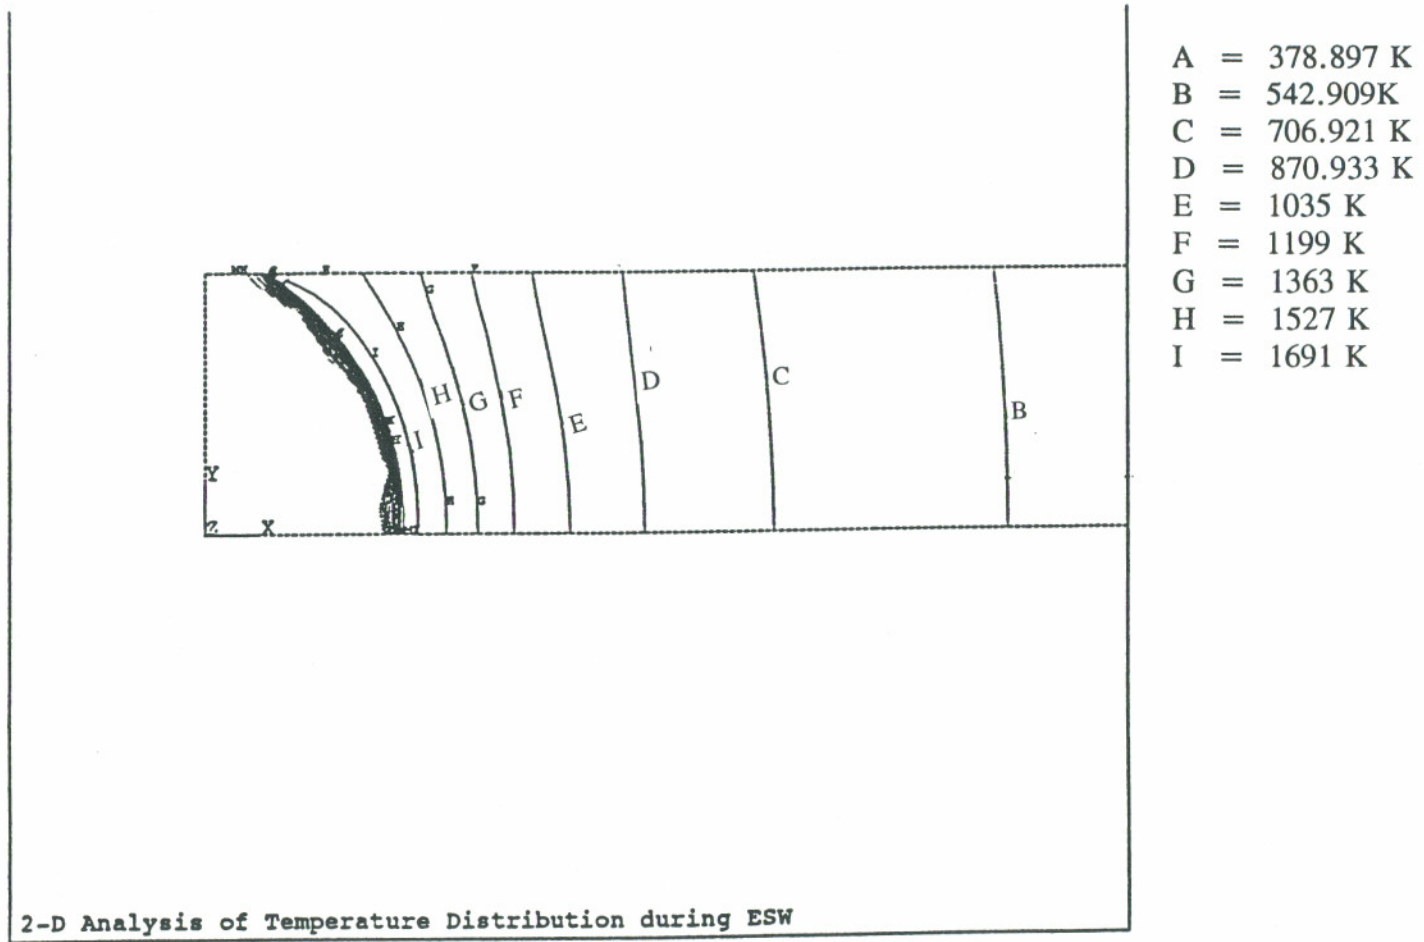 A = 378.897 K
B = 542.909K
C = 706.921 K
D = 870.933 K
E = 1035 K
F = 1199 K
G = 1363 K
H = 1527 K
I = 1691 K
MX
F
G
H
I
H G F
D
C
B
E
I
Y
H G
Z X
2-D Analysis of Temperature Distribution during ESW